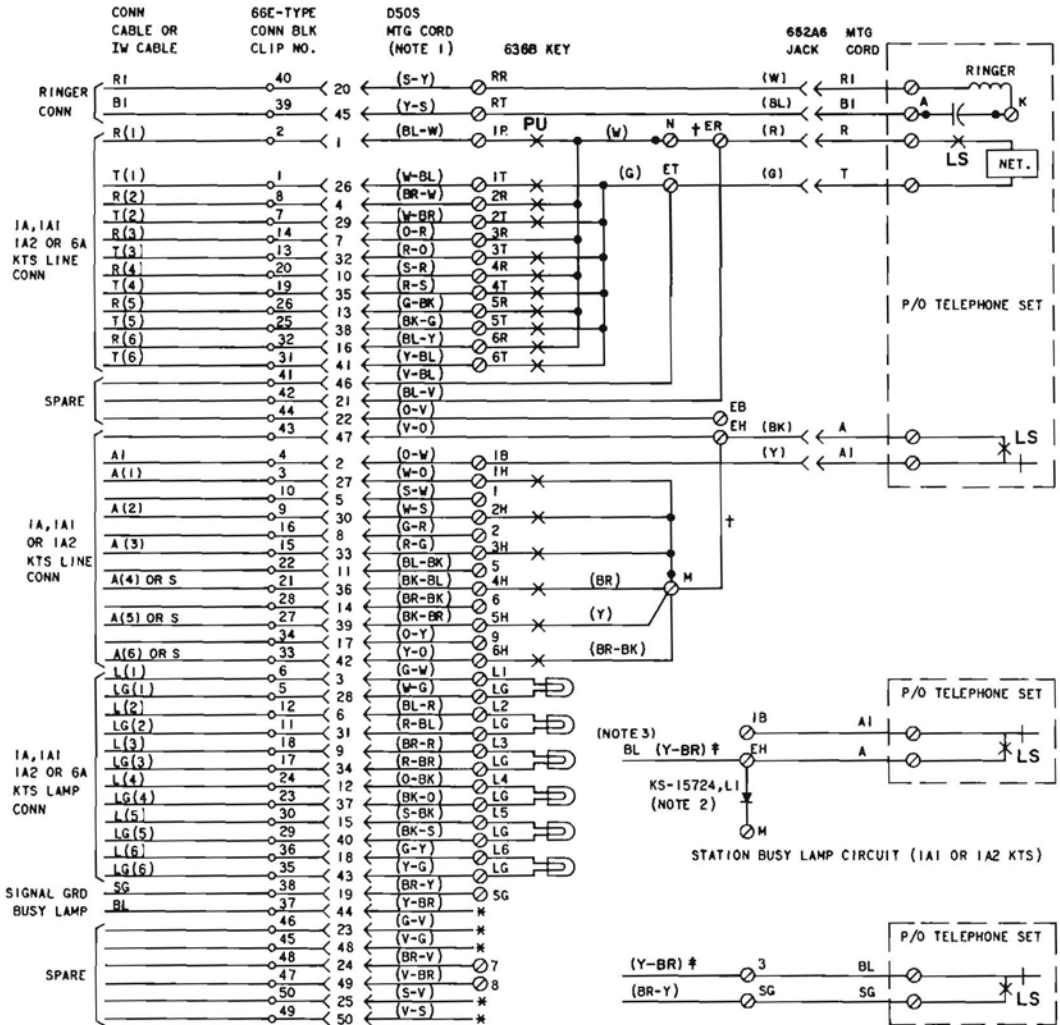 CONN CABLE OR IW CABLE
66E-TYPE CONN BLK CLIP NO.
D50S MTG CORD (NOTE 1)
636B KEY
652A6 JACK
MTG CORD
RINGER CONN
R1 40 20 (S-Y) RR (W) R1 RINGER
B1 39 45 (Y-S) RT (BL) B1 A K
R(1) 2 1 (BL-W) 1R PU (W) N † ER (R) R LS NET.
T(1) 1 26 (W-BL) 1T (G) ET (G) T
R(2) 8 4 (BR-W) 2R
T(2) 7 29 (W-BR) 2T
1A, 1A1 1A2 OR 6A KTS LINE CONN
R(3) 14 7 (O-R) 3R
T(3) 13 32 (R-O) 3T
R(4) 20 10 (S-R) 4R
T(4) 19 35 (R-S) 4T
R(5) 26 13 (G-BK) 5R
T(5) 25 38 (BK-G) 5T
R(6) 32 16 (BL-Y) 6R
T(6) 31 41 (Y-BL) 6T
P/O TELEPHONE SET
SPARE
41 46 (V-BL)
42 21 (BL-V)
44 22 (O-V) EB
43 47 (V-O) EH (BK) A LS
A1 4 2 (O-W) 1B (Y) A1
A(1) 3 27 (W-O) 1H
10 5 (S-W) 1
A(2) 9 30 (W-S) 2H
16 8 (G-R) 2 †
1A, 1A1 OR 1A2 KTS LINE CONN
A(3) 15 33 (R-G) 3H
22 11 (BL-BK) 5
A(4) OR S 21 36 (BK-BL) 4H (BR) M
28 14 (BR-BK) 6
A(5) OR S 27 39 (BK-BR) 5H (Y)
34 17 (O-Y) 9
A(6) OR S 33 42 (Y-O) 6H (BR-BK)
L(1) 6 3 (G-W) L1
LG(1) 5 28 (W-G) LG
L(2) 12 6 (BL-R) L2
LG(2) 11 31 (R-BL) LG
1A, 1A1 1A2 OR 6A KTS LAMP CONN
L(3) 18 9 (BR-R) L3
LG(3) 17 34 (R-BR) LG
L(4) 24 12 (O-BK) L4
LG(4) 23 37 (BK-O) LG
L(5) 30 15 (S-BK) L5
LG(5) 29 40 (BK-S) LG
L(6) 36 18 (G-Y) L6
LG(6) 35 43 (Y-G) LG
SIGNAL GRD SG 38 19 (BR-Y) SG
BUSY LAMP BL 37 44 (Y-BR) *
SPARE
46 23 (G-V) *
45 48 (V-G) *
48 24 (BR-V) 7
47 49 (V-BR) 8
50 25 (S-V) *
49 50 (V-S) *
P/O TELEPHONE SET
1B A1
(NOTE 3) BL (Y-BR) ‡ EH A LS
KS-15724, L1 (NOTE 2)
M
STATION BUSY LAMP CIRCUIT (1A1 OR 1A2 KTS)
P/O TELEPHONE SET
(Y-BR) ‡ 3 BL
(BR-Y) SG SG LS